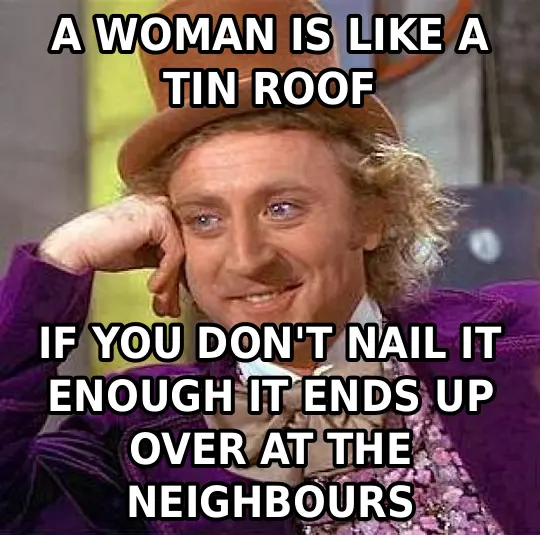 A WOMAN IS LIKE A
TIN ROOF
IF YOU DON'T NAIL IT
ENOUGH IT ENDS UP
OVER AT THE
NEIGHBOURS